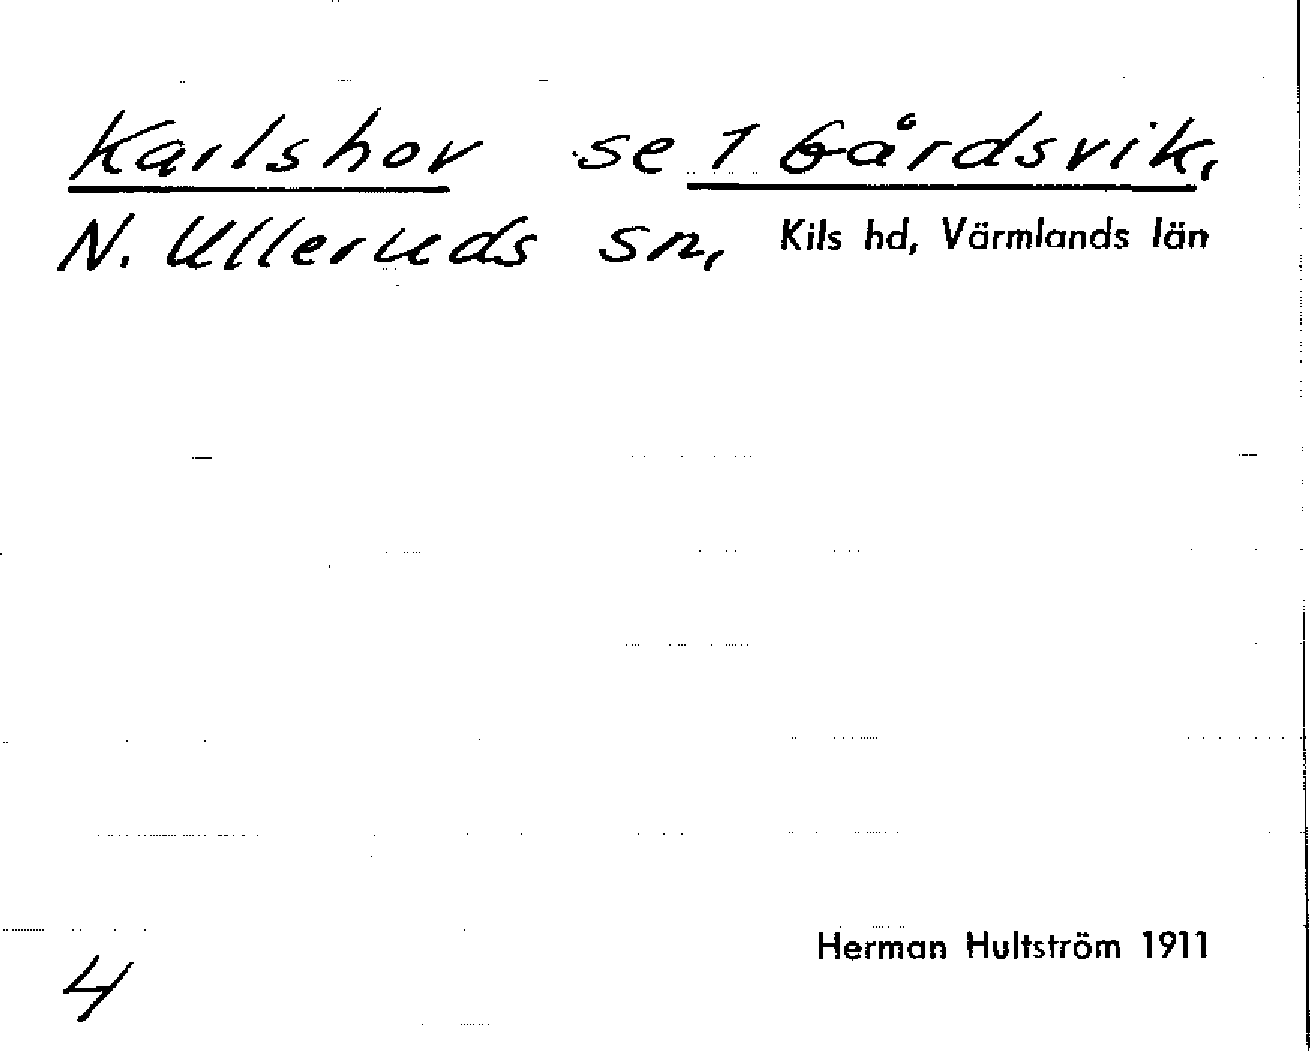 Karlshov se 1 Gårdsvik,
N. Ulleruds sn, Kils hd, Värmlands län
Herman Hultström 1911
4